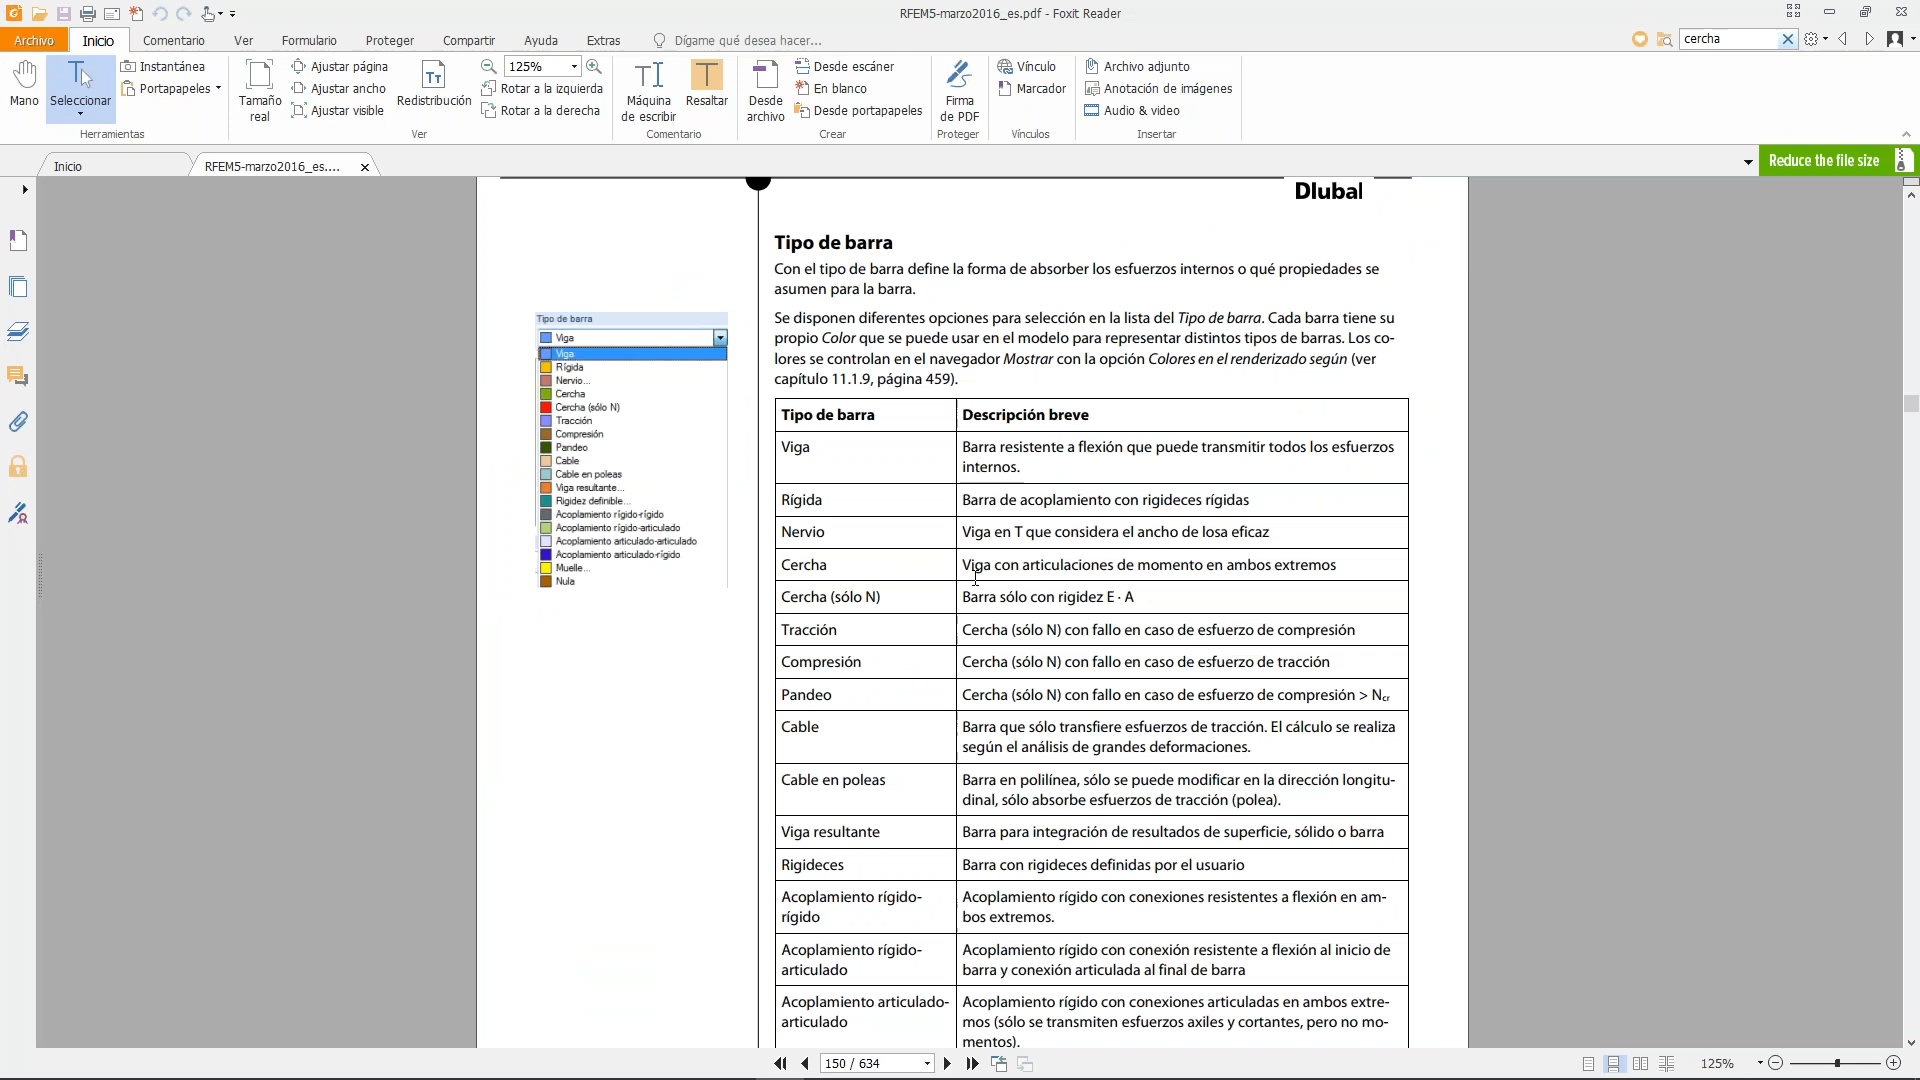 RFEM5-marzo2016_es.pdf - Foxit Reader
Archivo
Inicio
Comentario
Ver
Formulario
Proteger
Compartir
Ayuda
Extras
Dígame qué desea hacer...
cercha
Mano
Seleccionar
Instantánea
Portapapeles
Herramientas
Tamaño
real
Ajustar página
Ajustar ancho
Ajustar visible
Redistribución
125%
Rotar a la izquierda
Rotar a la derecha
Ver
Máquina
de escribir
Resaltar
Comentario
Desde
archivo
Desde escáner
En blanco
Desde portapapeles
Crear
Firma
de PDF
Proteger
Vínculo
Marcador
Vínculos
Archivo adjunto
Anotación de imágenes
Audio & video
Insertar
Inicio
RFEM5-marzo2016_es....
Reduce the file size
Dlubal
Tipo de barra
Con el tipo de barra define la forma de absorber los esfuerzos internos o qué propiedades se
asumen para la barra.
Se disponen diferentes opciones para selección en la lista del Tipo de barra. Cada barra tiene su
propio Color que se puede usar en el modelo para representar distintos tipos de barras. Los co-
lores se controlan en el navegador Mostrar con la opción Colores en el renderizado según (ver
capítulo 11.1.9, página 459).
Tipo de barra
Viga
Viga
Rígida
Nervio...
Cercha
Cercha (sólo N)
Tracción
Compresión
Pandeo
Cable
Cable en poleas
Viga resultante...
Rigidez definible...
Acoplamiento rígido-rígido
Acoplamiento rígido-articulado
Acoplamiento articulado-articulado
Acoplamiento articulado-rígido
Muelle...
Nula
Tipo de barra Descripción breve
Viga Barra resistente a flexión que puede transmitir todos los esfuerzos
internos.
Rígida Barra de acoplamiento con rigideces rígidas
Nervio Viga en T que considera el ancho de losa eficaz
Cercha Viga con articulaciones de momento en ambos extremos
Cercha (sólo N) Barra sólo con rigidez E · A
Tracción Cercha (sólo N) con fallo en caso de esfuerzo de compresión
Compresión Cercha (sólo N) con fallo en caso de esfuerzo de tracción
Pandeo Cercha (sólo N) con fallo en caso de esfuerzo de compresión > Ncr
Cable Barra que sólo transfiere esfuerzos de tracción. El cálculo se realiza
según el análisis de grandes deformaciones.
Cable en poleas Barra en polilínea, sólo se puede modificar en la dirección longitu-
dinal, sólo absorbe esfuerzos de tracción (polea).
Viga resultante Barra para integración de resultados de superficie, sólido o barra
Rigideces Barra con rigideces definidas por el usuario
Acoplamiento rígido- Acoplamiento rígido con conexiones resistentes a flexión en am-
rígido bos extremos.
Acoplamiento rígido- Acoplamiento rígido con conexión resistente a flexión al inicio de
articulado barra y conexión articulada al final de barra
Acoplamiento articulado- Acoplamiento rígido con conexiones articuladas en ambos extre-
articulado mos (sólo se transmiten esfuerzos axiles y cortantes, pero no mo-
mentos).
150 / 634
125%